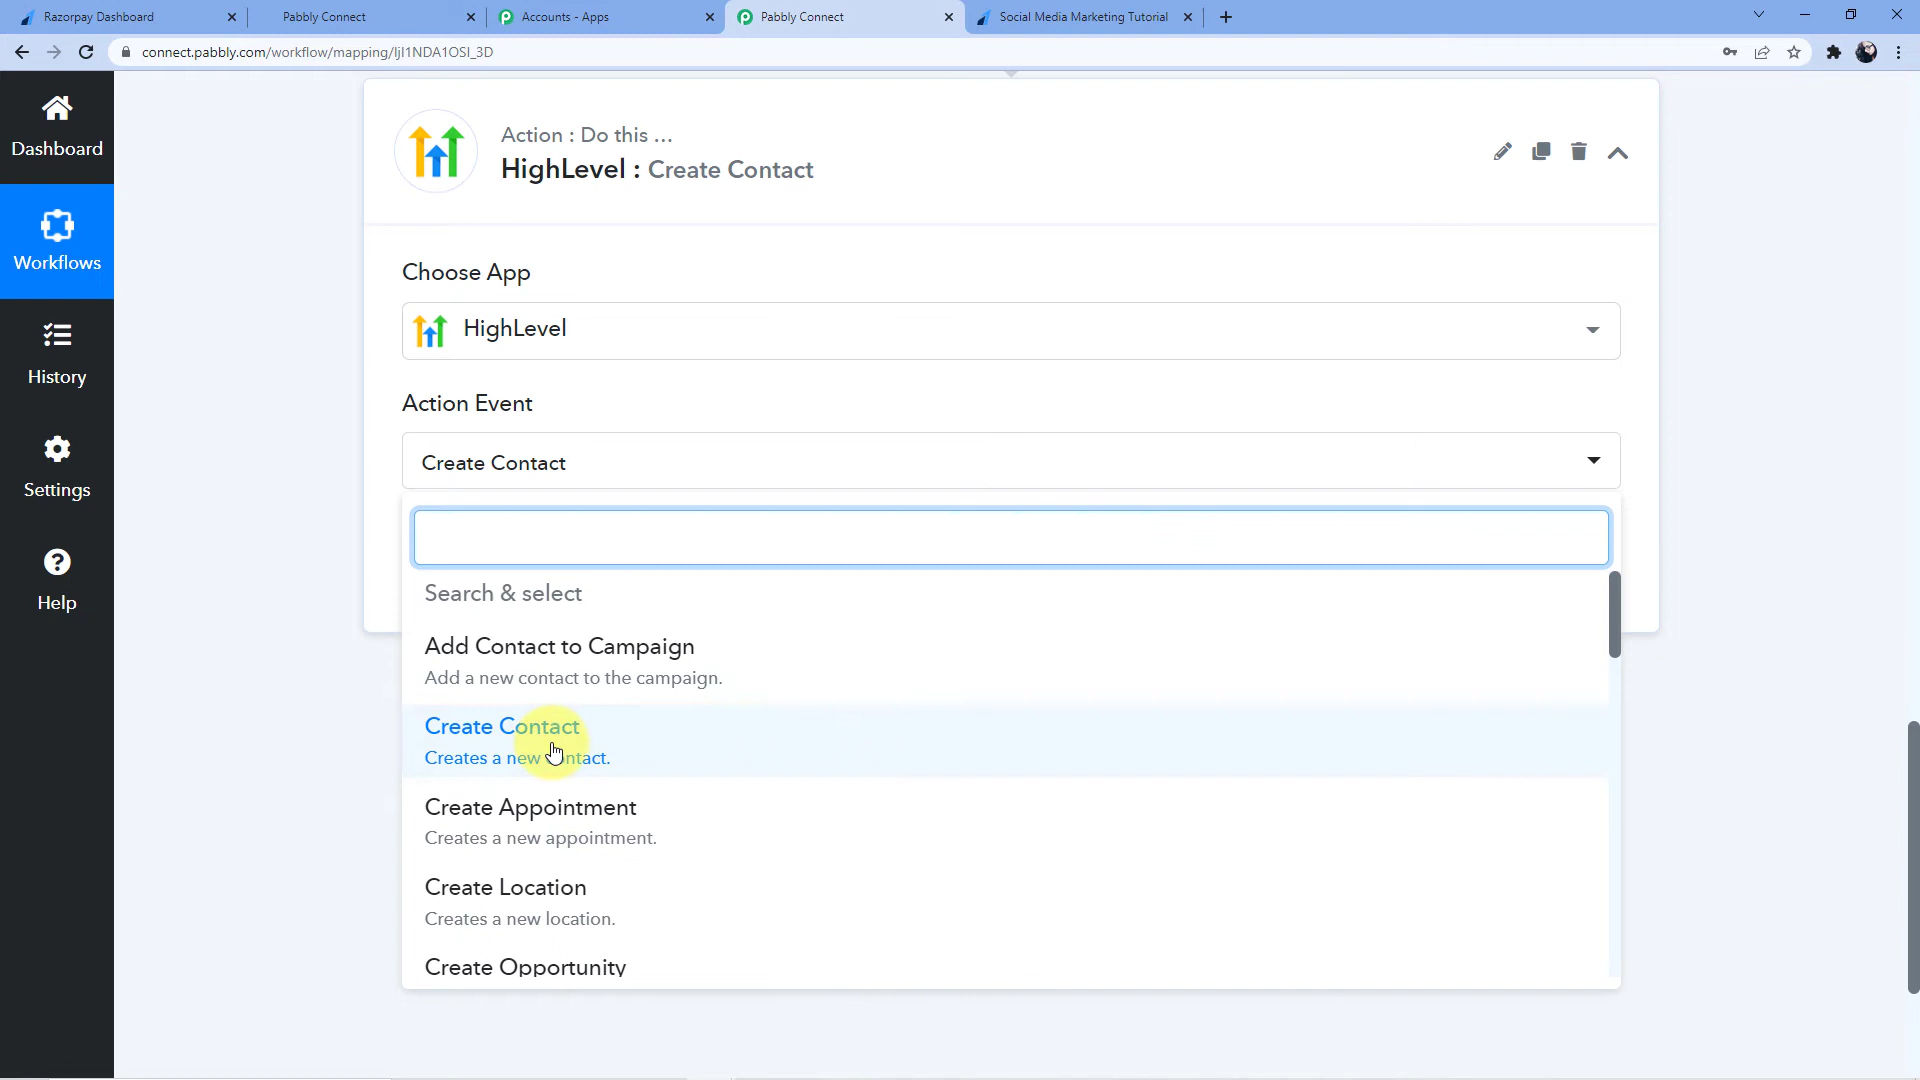 Razorpay Dashboard
Pabbly Connect
Accounts - Apps
Pabbly Connect
Social Media Marketing Tutorial
connect.pabbly.com/workflow/mapping/IjI1NDA1OSI_3D
Dashboard
Workflows
History
Settings
Help
Action : Do this ...
HighLevel : Create Contact
Choose App
HighLevel
Action Event
Create Contact
Search & select
Add Contact to Campaign
Add a new contact to the campaign.
Create Contact
Creates a new contact.
Create Appointment
Creates a new appointment.
Create Location
Creates a new location.
Create Opportunity